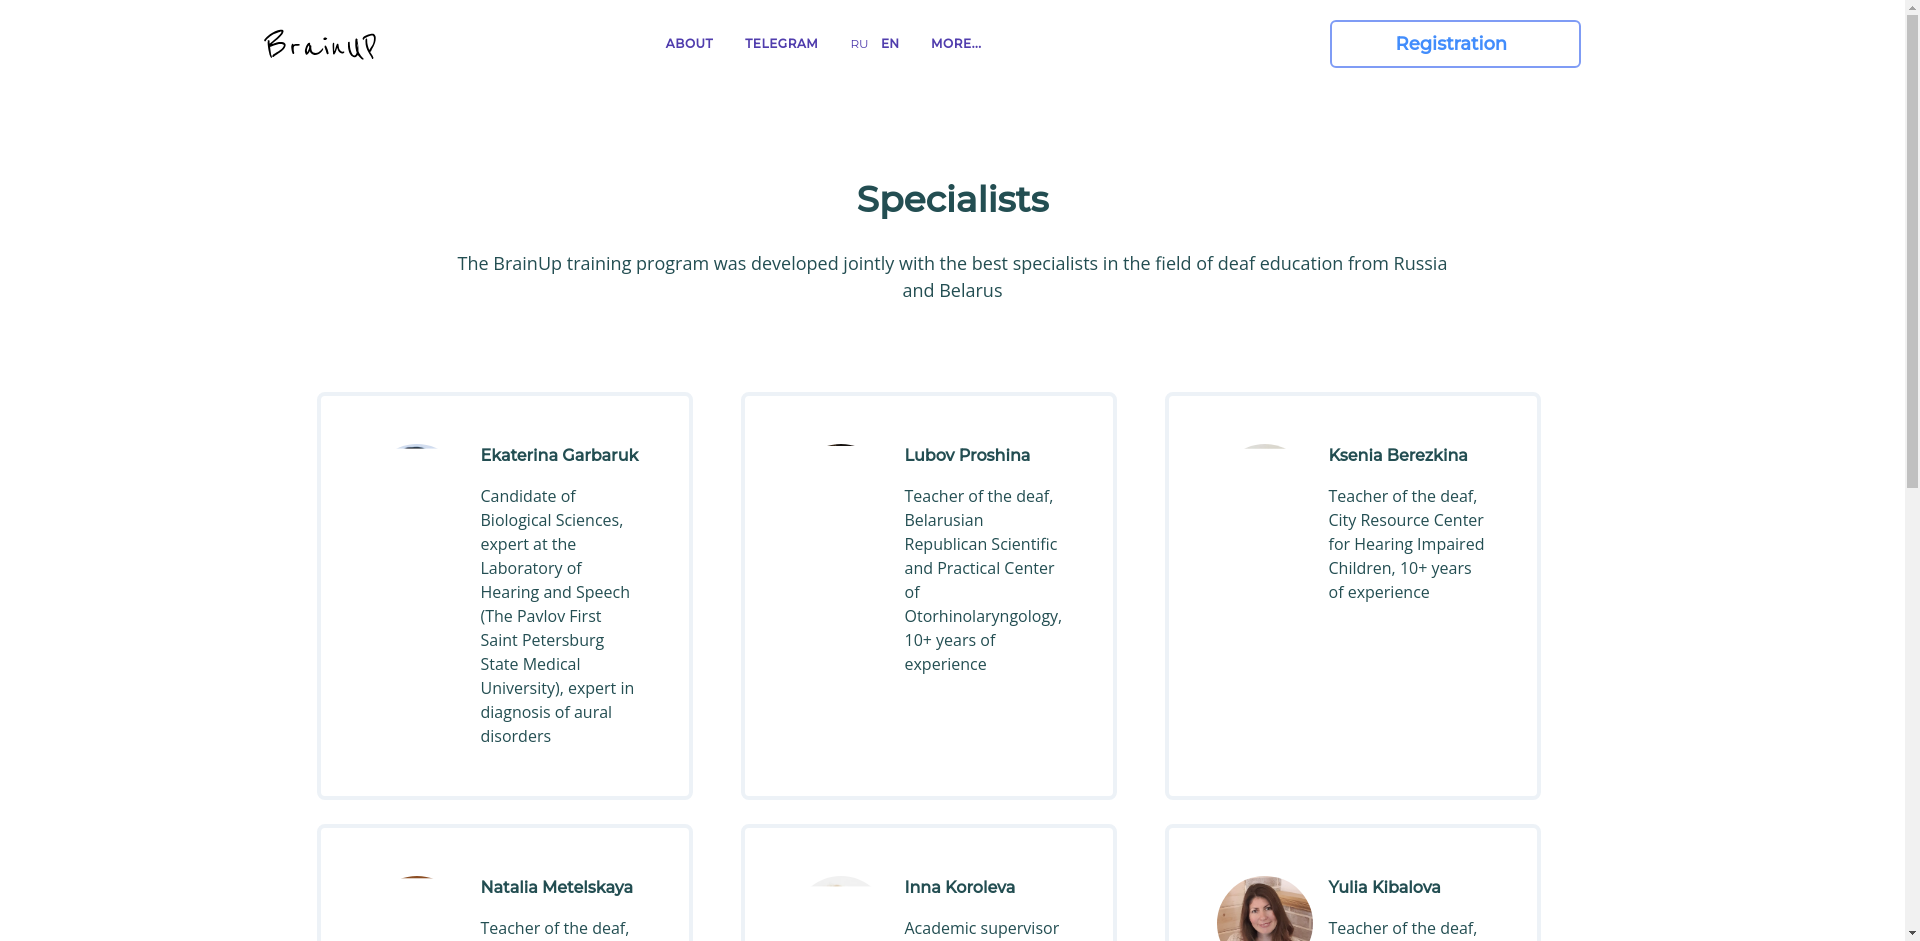 BrainUP
ABOUT
TELEGRAM
RU
EN
MORE...
Registration
Specialists
The BrainUp training program was developed jointly with the best specialists in the field of deaf education from Russia
and Belarus
Ekaterina Garbaruk
Candidate of
Biological Sciences,
expert at the
Laboratory of
Hearing and Speech
(The Pavlov First
Saint Petersburg
State Medical
University), expert in
diagnosis of aural
disorders
Lubov Proshina
Teacher of the deaf,
Belarusian
Republican Scientific
and Practical Center
of
Otorhinolaryngology,
10+ years of
experience
Ksenia Berezkina
Teacher of the deaf,
City Resource Center
for Hearing Impaired
Children, 10+ years
of experience
Natalia Metelskaya
Teacher of the deaf,
Inna Koroleva
Academic supervisor
Yulia Kibalova
Teacher of the deaf,